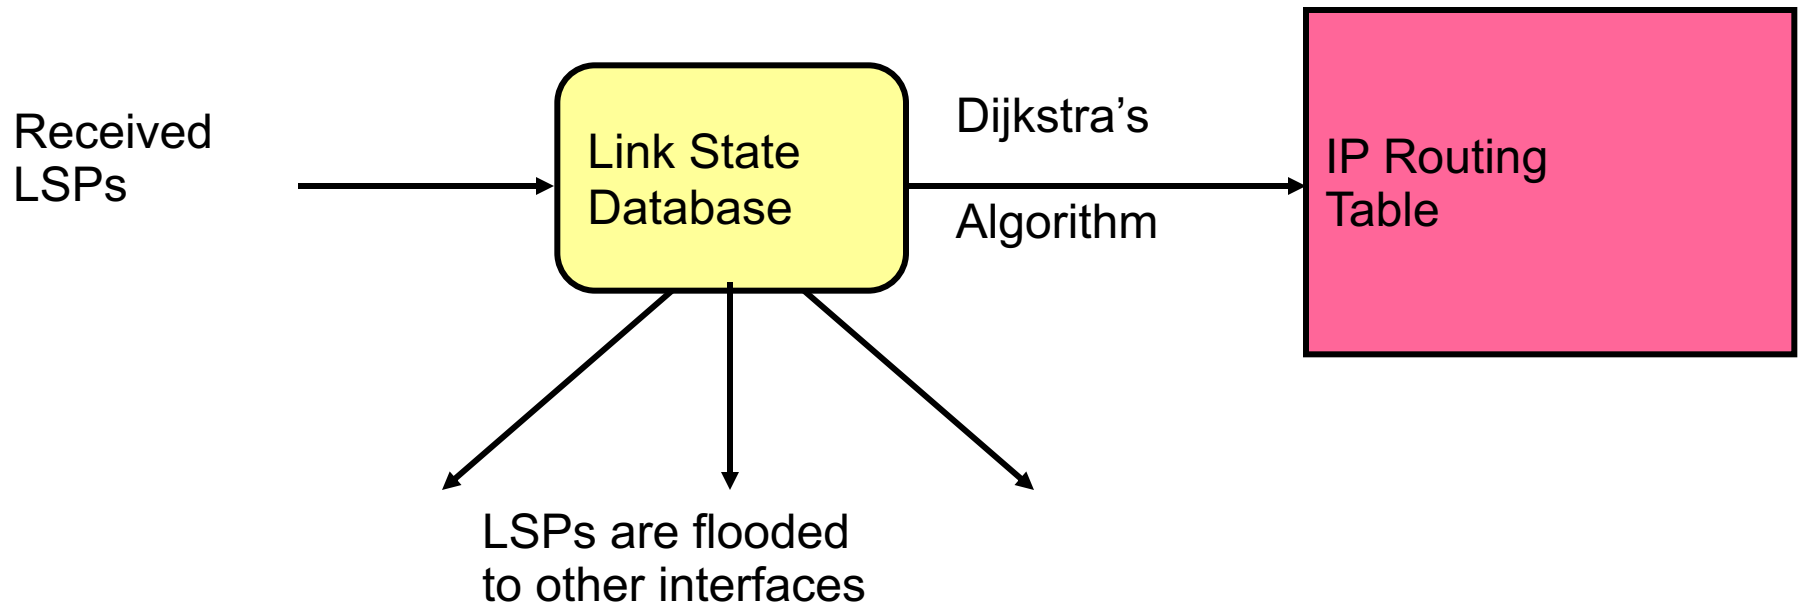 Received
LSPs
Link State
Database
Dijkstra’s
Algorithm
IP Routing
Table
LSPs are flooded
to other interfaces